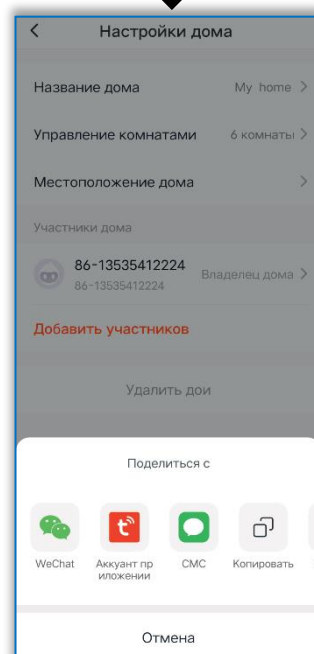 Настройки дома
Название дома My home
Управление комнатами 6 комнаты
Местоположение дома
Участники дома
86-13535412224 Владелец дома
86-13535412224
Добавить участников
Удалить дои
Поделиться с
WeChat Аккуант пр СМС Копировать
иложении
Отмена